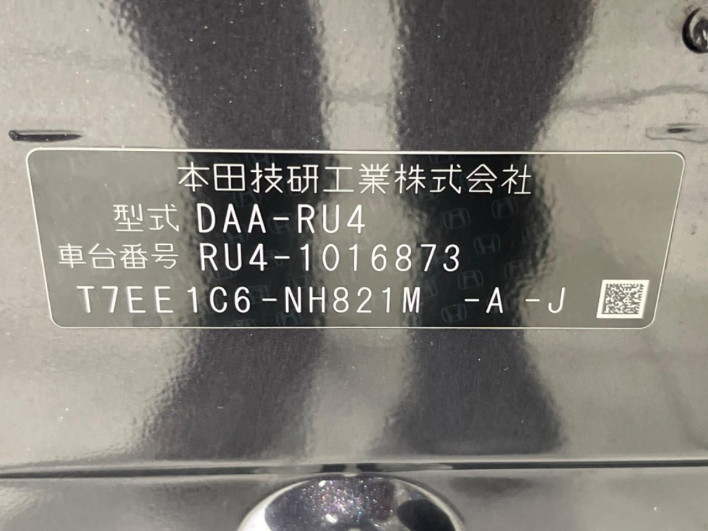 本田技研工業株式会社
型式 DAA-RU4
車台番号 RU4-1016873
T7EE1C6-NH821M -A -J